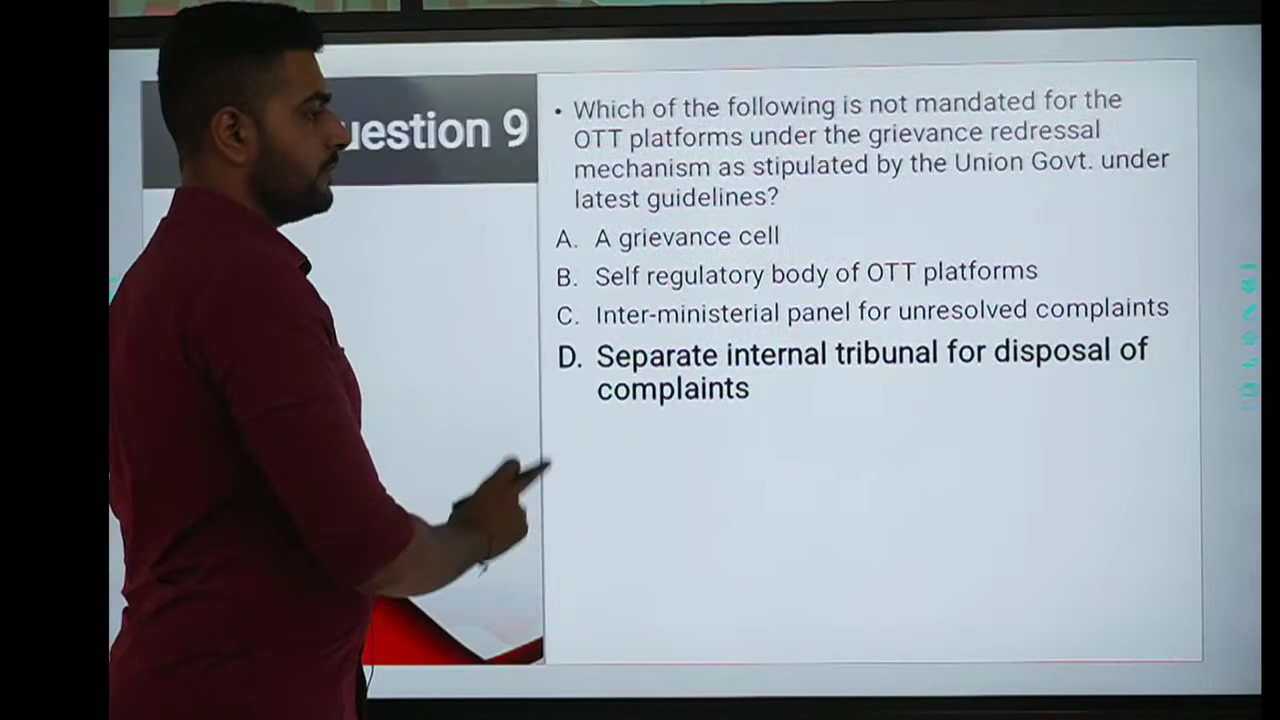 uestion 9
• Which of the following is not mandated for the
OTT platforms under the grievance redressal
mechanism as stipulated by the Union Govt. under
latest guidelines?
A. A grievance cell
B. Self regulatory body of OTT platforms
C. Inter-ministerial panel for unresolved complaints
D. Separate internal tribunal for disposal of
complaints